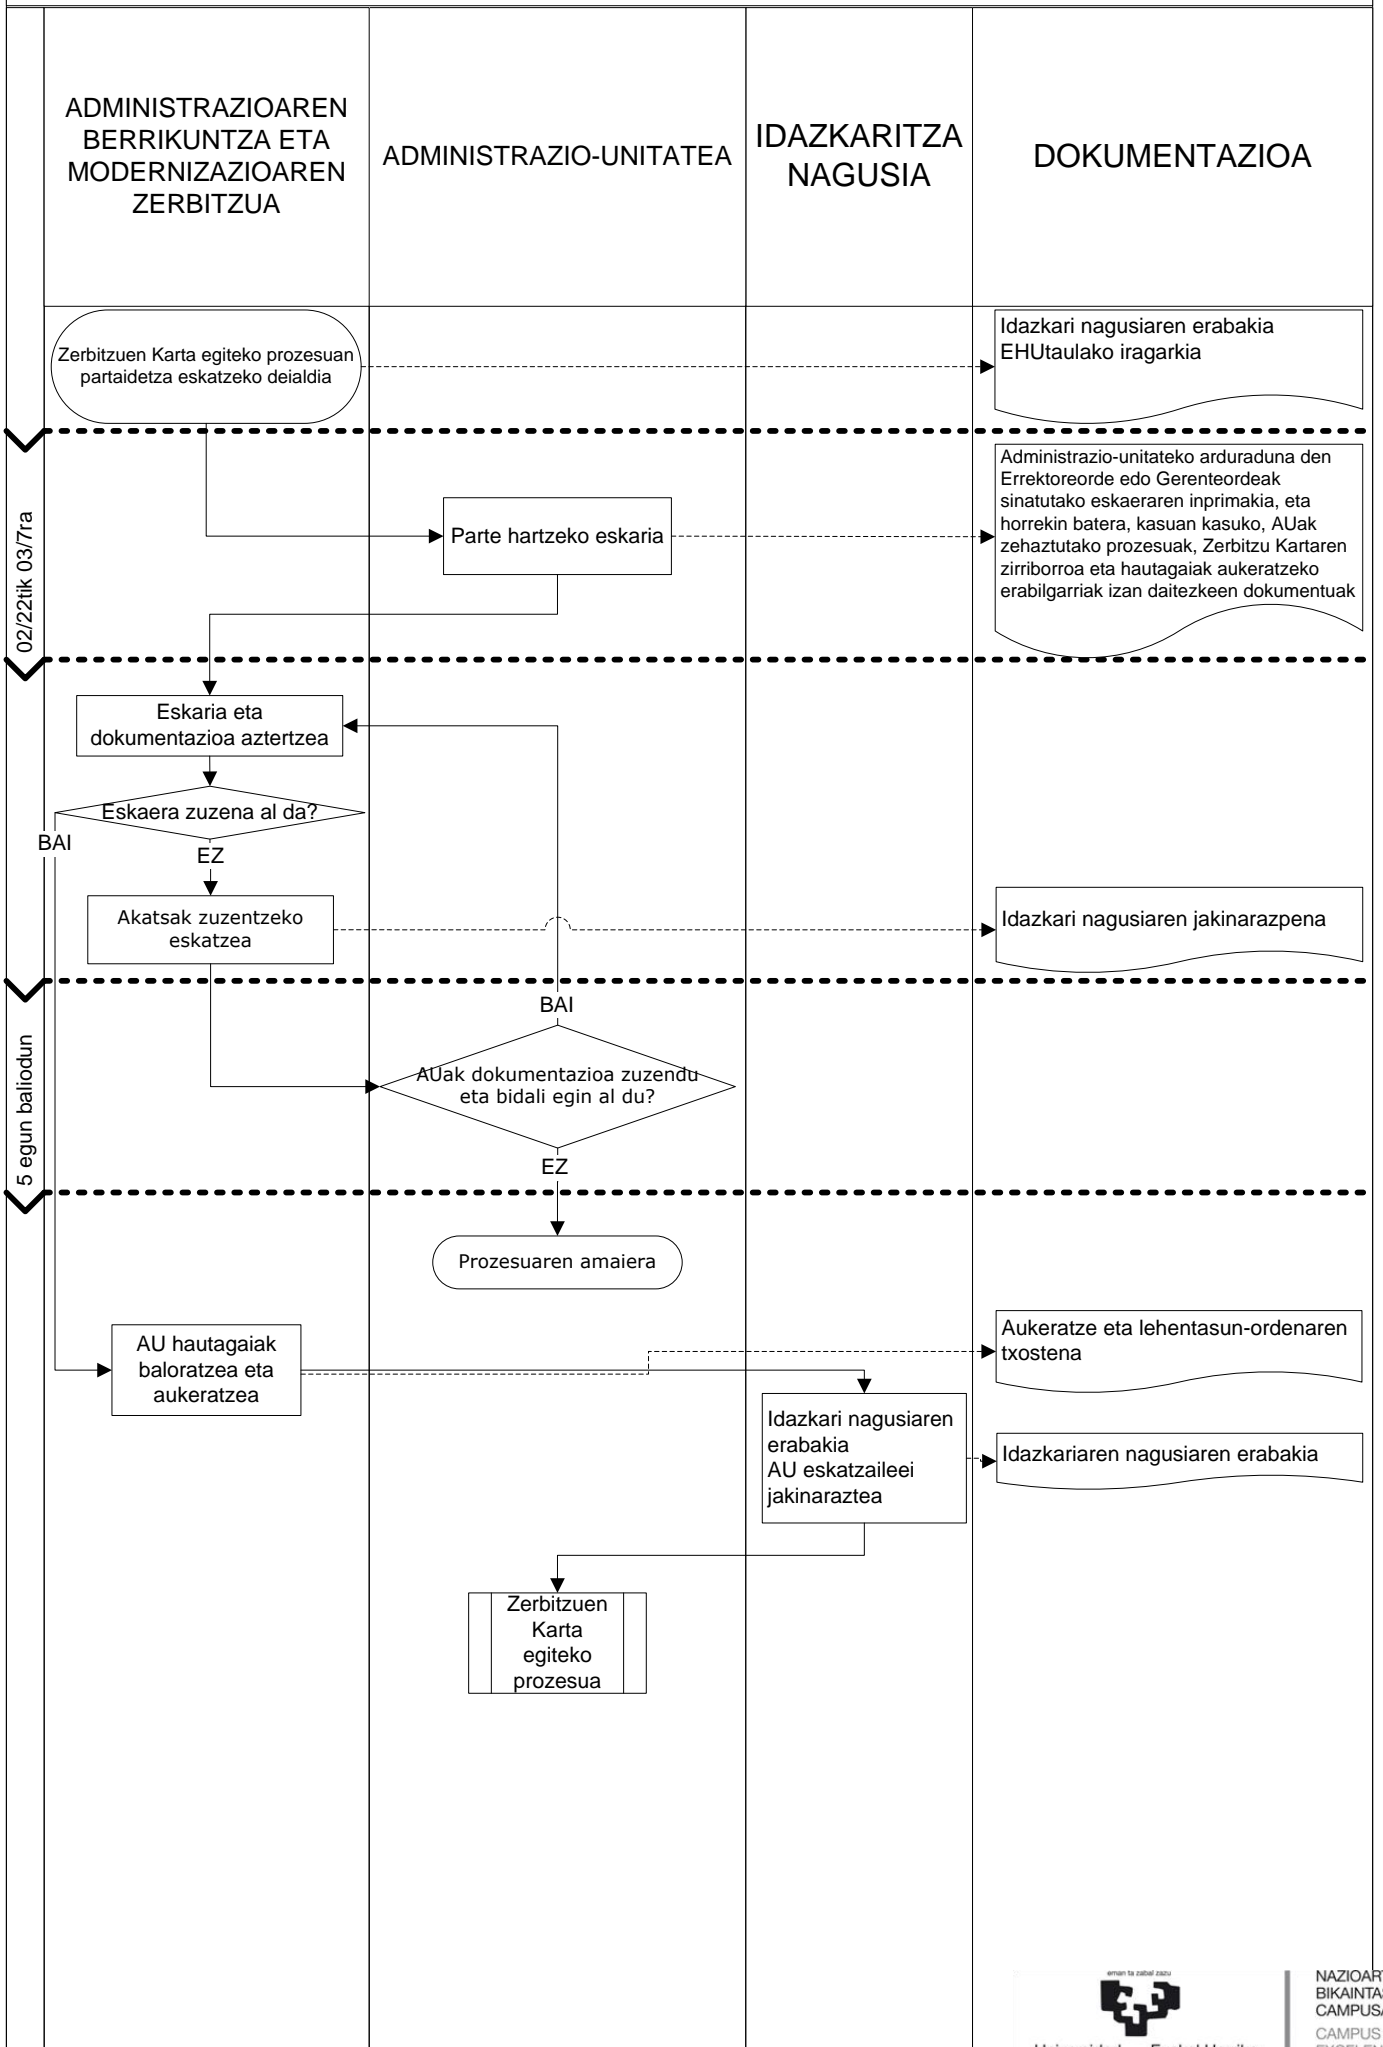 ADMINISTRAZIOAREN
BERRIKUNTZA ETA
MODERNIZAZIOAREN
ZERBITZUA
ADMINISTRAZIO-UNITATEA
IDAZKARITZA
NAGUSIA
DOKUMENTAZIOA
Zerbitzuen Karta egiteko prozesuan
partaidetza eskatzeko deialdia
Idazkari nagusiaren erabakia
EHUtaulako iragarkia
02/22tik 03/7ra
Parte hartzeko eskaria
Administrazio-unitateko arduraduna den
Errektoreorde edo Gerenteordeak
sinatutako eskaeraren inprimakia, eta
horrekin batera, kasuan kasuko, AUak
zehaztutako prozesuak, Zerbitzu Kartaren
zirriborroa eta hautagaiak aukeratzeko
erabilgarriak izan daitezkeen dokumentuak
Eskaria eta
dokumentazioa aztertzea
Eskaera zuzena al da?
BAI
EZ
Akatsak zuzentzeko
eskatzea
Idazkari nagusiaren jakinarazpena
5 egun baliodun
BAI
AUak dokumentazioa zuzendu
eta bidali egin al du?
EZ
Prozesuaren amaiera
AU hautagaiak
baloratzea eta
aukeratzea
Aukeratze eta lehentasun-ordenaren
txostena
Idazkari nagusiaren
erabakia
AU eskatzaileei
jakinaraztea
Idazkariaren nagusiaren erabakia
Zerbitzuen
Karta
egiteko
prozesua
eman ta zabal zazu
CAMPUS